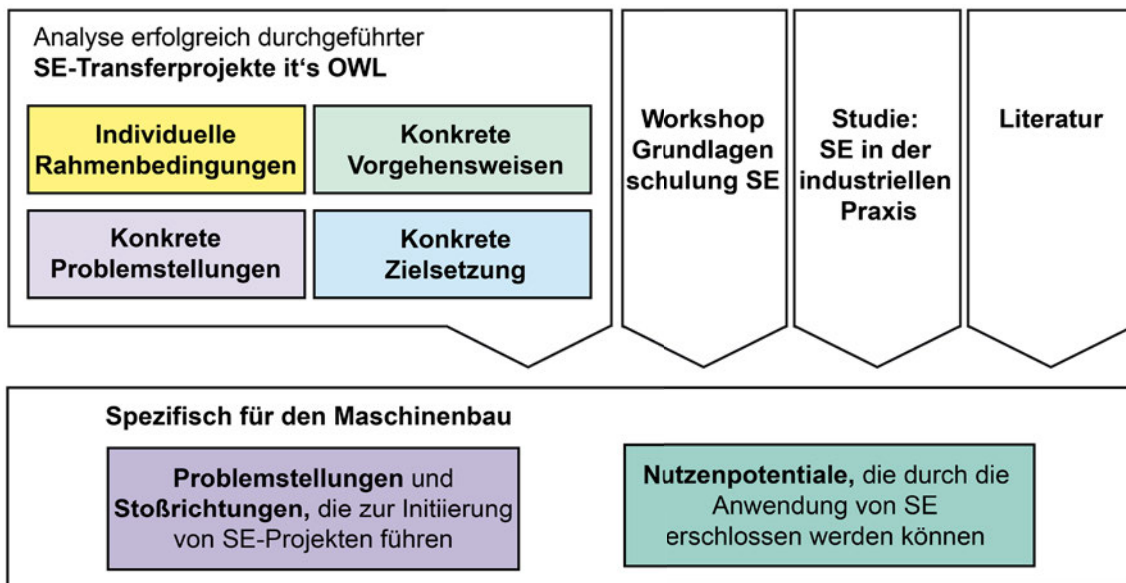 Analyse erfolgreich durchgeführter
SE-Transferprojekte it's OWL
Individuelle
Rahmenbedingungen
Konkrete
Vorgehensweisen
Konkrete
Problemstellungen
Konkrete
Zielsetzung
Workshop
Grundlagen
schulung SE
Studie:
SE in der
industriellen
Praxis
Literatur
Spezifisch für den Maschinenbau
Problemstellungen und
Stoßrichtungen, die zur Initiierung
von SE-Projekten führen
Nutzenpotentiale, die durch die
Anwendung von SE
erschlossen werden können